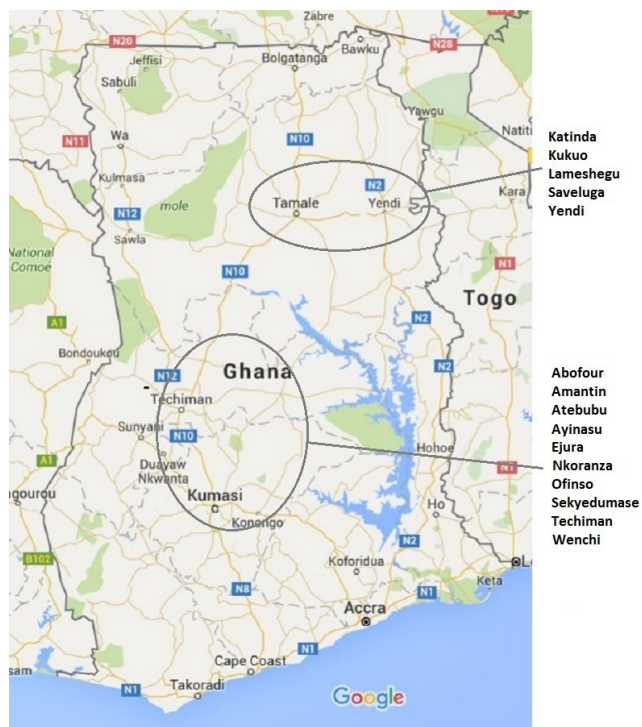 Zabre
N20
N28
Jeffisi
Bawku
Bolgatanga
Sabuli
Yawgu
N11
Wa
N10
Natiti
Kulmasa
N2
mole
Tamale
Yendi
Kara
N12
Sawla
National
Comoe
N10
N1
Togo
A1
N2
Bondoukou
N2
Ghana
N12
Techiman
Sunyani
N10
Duayaw
Nkwanta
Hohoe
A1
N1
Kumasi
gourou
Konongo
Ho
N2
B102
Koforidua
Keta
N8
N1
Accra
N1
Cape Coast
sam
N1
Takoradi
Google
Katinda
Kukuo
Lameshegu
Saveluga
Yendi
Abofour
Amantin
Atebubu
Ayinasu
Ejura
Nkoranza
Ofinso
Sekyedumase
Techiman
Wenchi